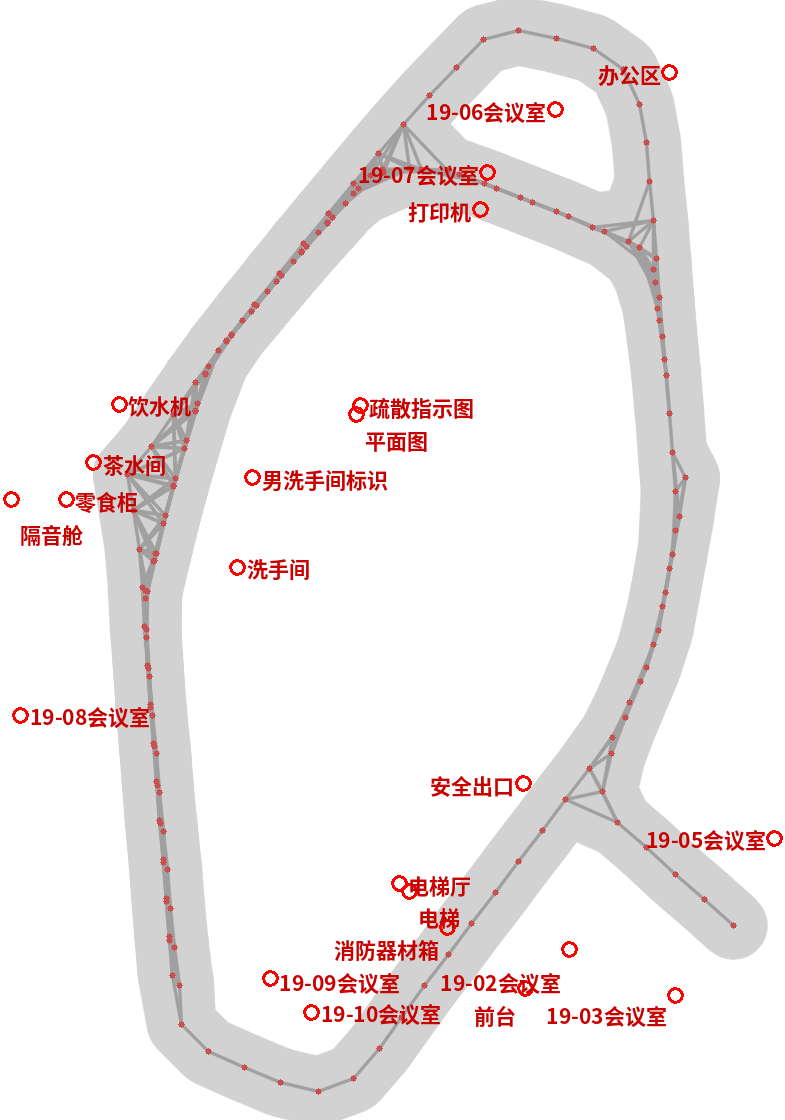 办公区
19-06会议室
19-07会议室
打印机
饮水机
疏散指示图
平面图
茶水间
男洗手间标识
零食柜
隔音舱
洗手间
19-08会议室
安全出口
19-05会议室
电梯厅
电梯
消防器材箱
19-09会议室
19-02会议室
19-10会议室
前台
19-03会议室